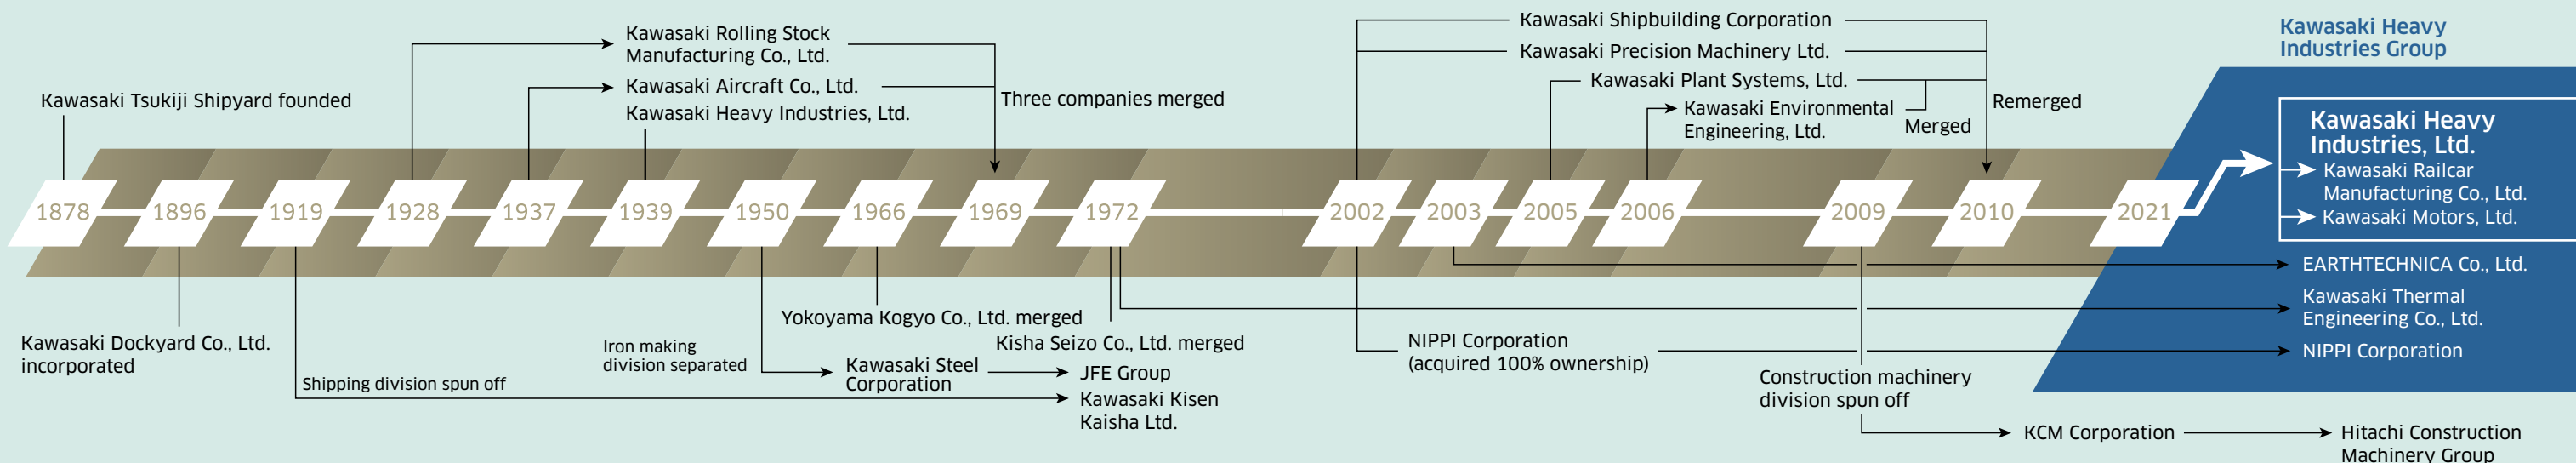 Kawasaki Tsukiji Shipyard founded
Kawasaki Rolling Stock
Manufacturing Co., Ltd.
Kawasaki Aircraft Co., Ltd.
Kawasaki Heavy Industries, Ltd.
Three companies merged
Kawasaki Shipbuilding Corporation
Kawasaki Precision Machinery Ltd.
Kawasaki Plant Systems, Ltd.
Kawasaki Environmental
Engineering, Ltd.
Merged
Remerged
Kawasaki Heavy
Industries Group
1878
1896
1919
1928
1937
1939
1950
1966
1969
1972
2002
2003
2005
2006
2009
2010
2021
Kawasaki Heavy
Industries, Ltd.
Kawasaki Railcar
Manufacturing Co., Ltd.
Kawasaki Motors, Ltd.
EARTHTECHNICA Co., Ltd.
Kawasaki Thermal
Engineering Co., Ltd.
NIPPI Corporation
Kawasaki Dockyard Co., Ltd.
incorporated
Shipping division spun off
Iron making
division separated
Yokoyama Kogyo Co., Ltd. merged
Kisha Seizo Co., Ltd. merged
Kawasaki Steel
Corporation
JFE Group
Kawasaki Kisen
Kaisha Ltd.
NIPPI Corporation
(acquired 100% ownership)
Construction machinery
division spun off
KCM Corporation
Hitachi Construction
Machinery Group